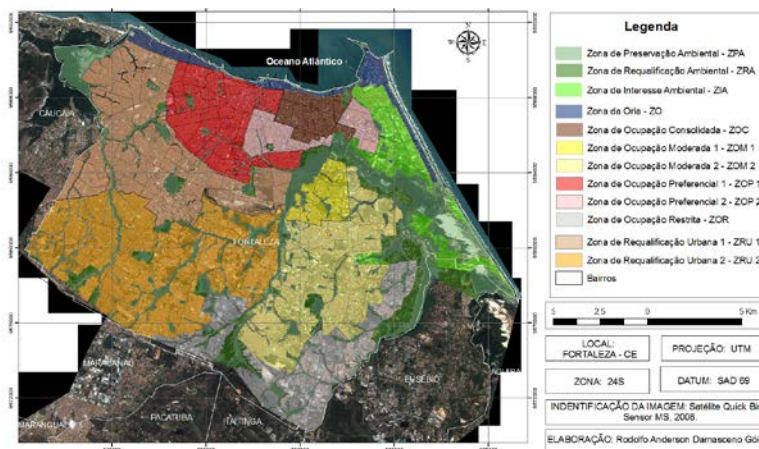 N
Oceano Atlântico
CAUCAIA
FORTALEZA
MARACANAÚ
EUSÉBIO
PACATUBA
ITAITINGA
MARANGUAPE
Legenda
Zona de Preservação Ambiental - ZPA
Zona de Requalificação Ambiental - ZRA
Zona de Interesse Ambiental - ZIA
Zona da Orla - ZO
Zona de Ocupação Consolidada - ZOC
Zona de Ocupação Moderada 1 - ZOM 1
Zona de Ocupação Moderada 2 - ZOM 2
Zona de Ocupação Preferencial 1 - ZOP 1
Zona de Ocupação Preferencial 2 - ZOP 2
Zona de Ocupação Restrita - ZOR
Zona de Requalificação Urbana 1 - ZRU 1
Zona de Requalificação Urbana 2 - ZRU 2
Bairros
5 2.5 0 5 Km
LOCAL:
FORTALEZA - CE
PROJEÇÃO: UTM
ZONA: 24S
DATUM: SAD 69
INDENTIFICAÇÃO DA IMAGEM: Satélite Quick Bi
Sensor MS, 2008.
ELABORAÇÃO: Rodolfo Anderson Damasceno Gói